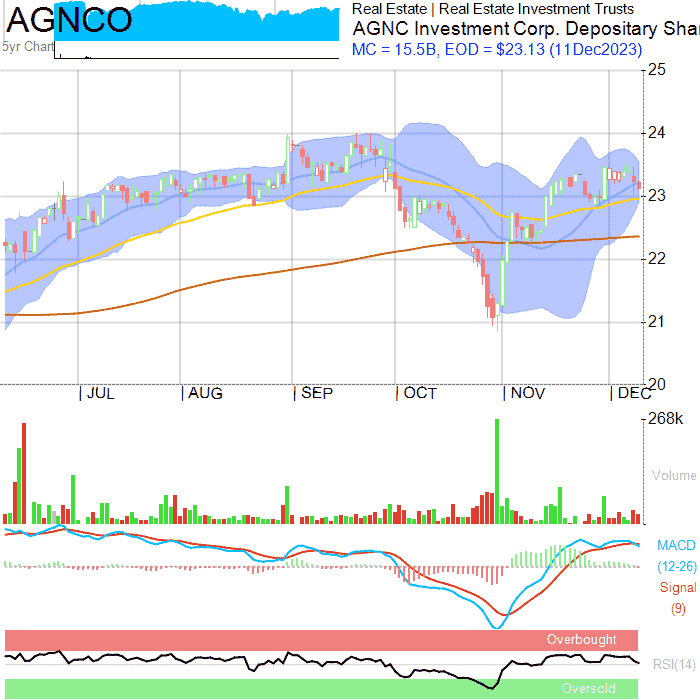 AGNCO
Real Estate | Real Estate Investment Trusts
AGNC Investment Corp. Depositary Shar
MC = 15.5B, EOD = $23.13 (11Dec2023)
5yr Chart
25
24
23
22
21
20
JUL AUG SEP OCT NOV DEC
268k
Volume
MACD
(12-26)
Signal
(9)
Overbought
RSI(14)
Oversold